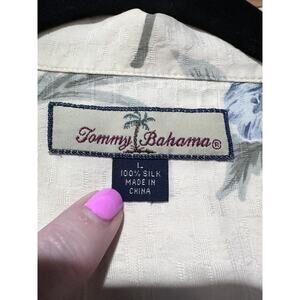 Tommy Bahama®
L
100% SILK
MADE IN
CHINA